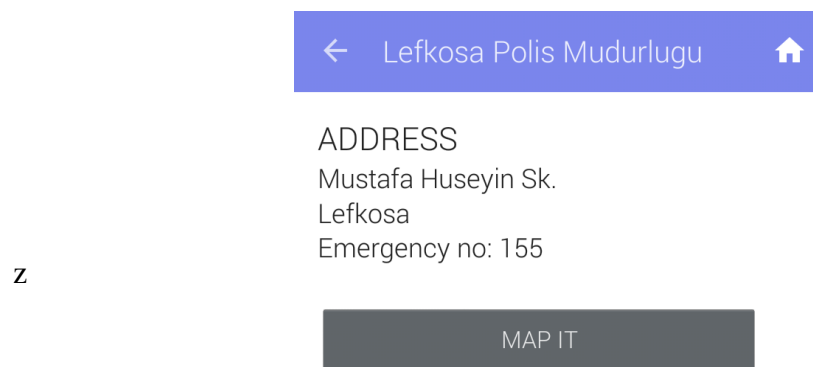 Lefkosa Polis Mudurlugu
ADDRESS
Mustafa Huseyin Sk.
Lefkosa
Emergency no: 155
z
MAP IT